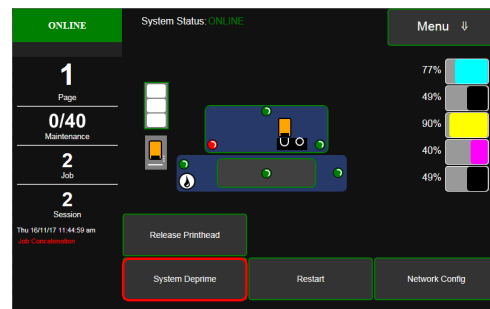 ONLINE
System Status: ONLINE
Menu ⇓
1
Page
0/40
Maintenance
2
Job
2
Session
Thu 16/11/17 11:44:59 am
Job Concatenation
77%
49%
90%
40%
49%
Release Printhead
System Deprime
Restart
Network Config